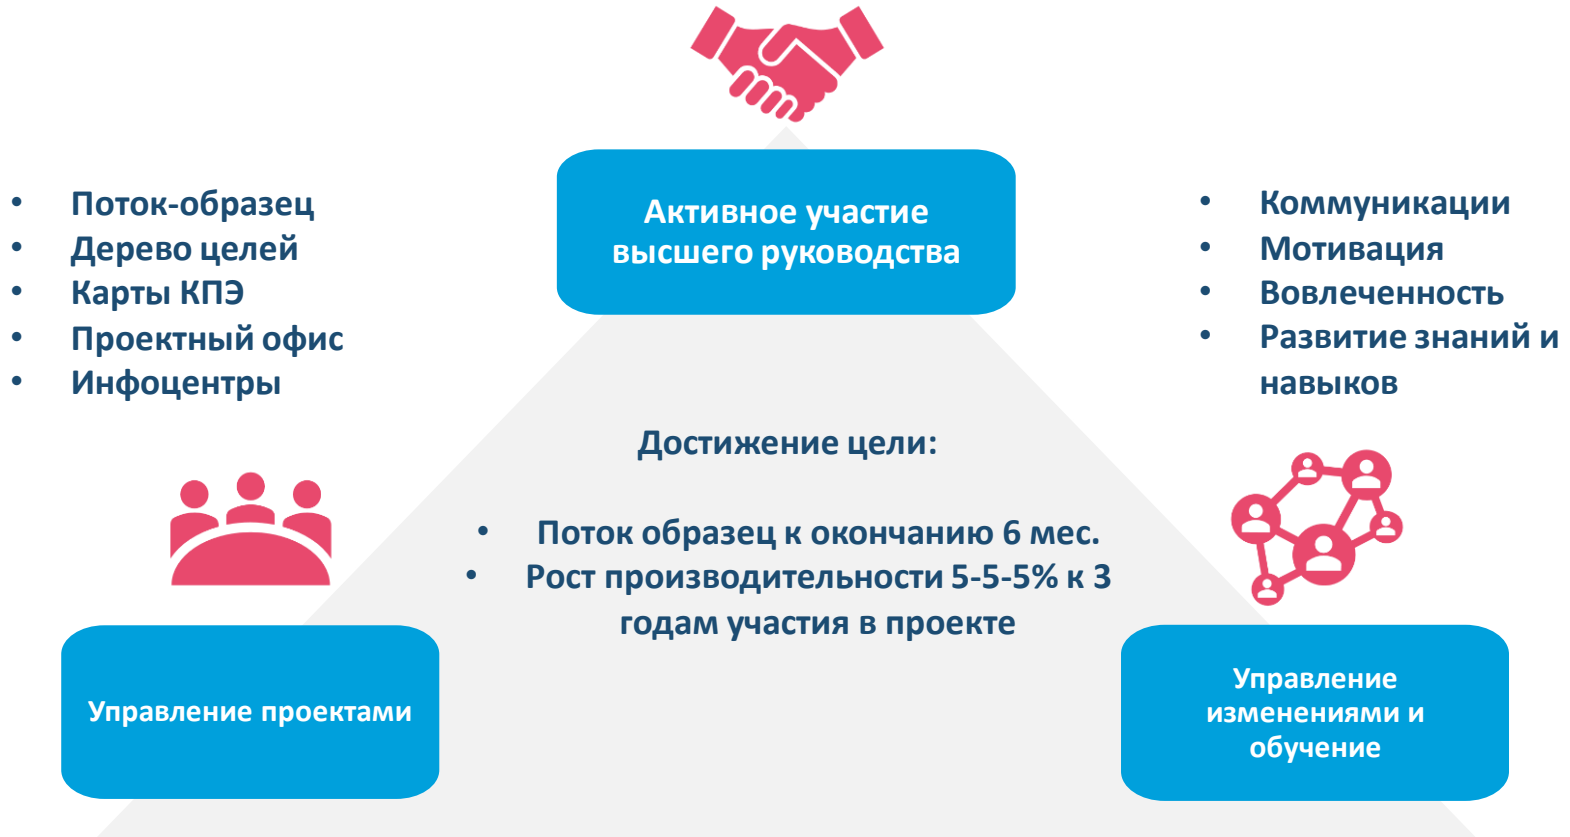 Активное участие
высшего руководства
• Поток-образец
• Дерево целей
• Карты КПЭ
• Проектный офис
• Инфоцентры
• Коммуникации
• Мотивация
• Вовлеченность
• Развитие знаний и
навыков
Достижение цели:
• Поток образец к окончанию 6 мес.
• Рост производительности 5-5-5% к 3
годам участия в проекте
Управление проектами
Управление
изменениями и
обучение